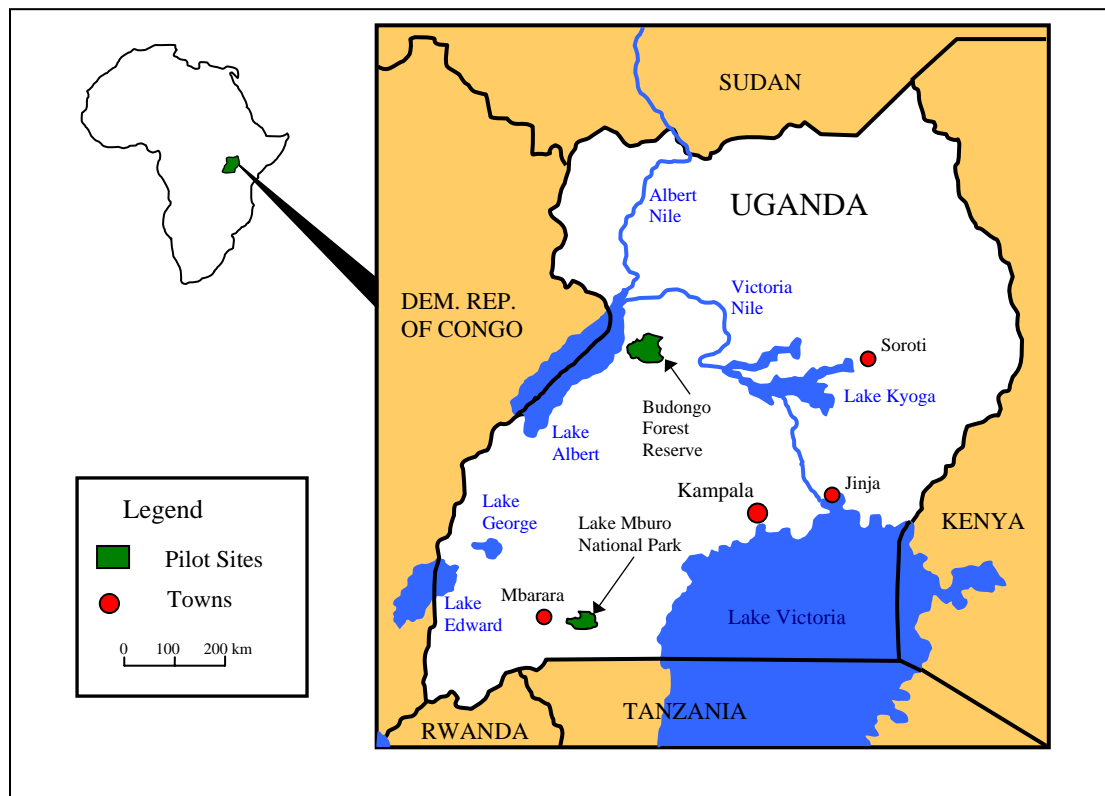 SUDAN
Albert
Nile
UGANDA
Victoria
Nile
DEM. REP.
OF CONGO
Soroti
Lake Kyoga
Budongo
Forest
Reserve
Lake
Albert
Kampala
Jinja
Lake
George
Lake Mburo
National Park
KENYA
Mbarara
Lake
Edward
Lake Victoria
TANZANIA
RWANDA
Legend
Pilot Sites
Towns
0 100 200 km